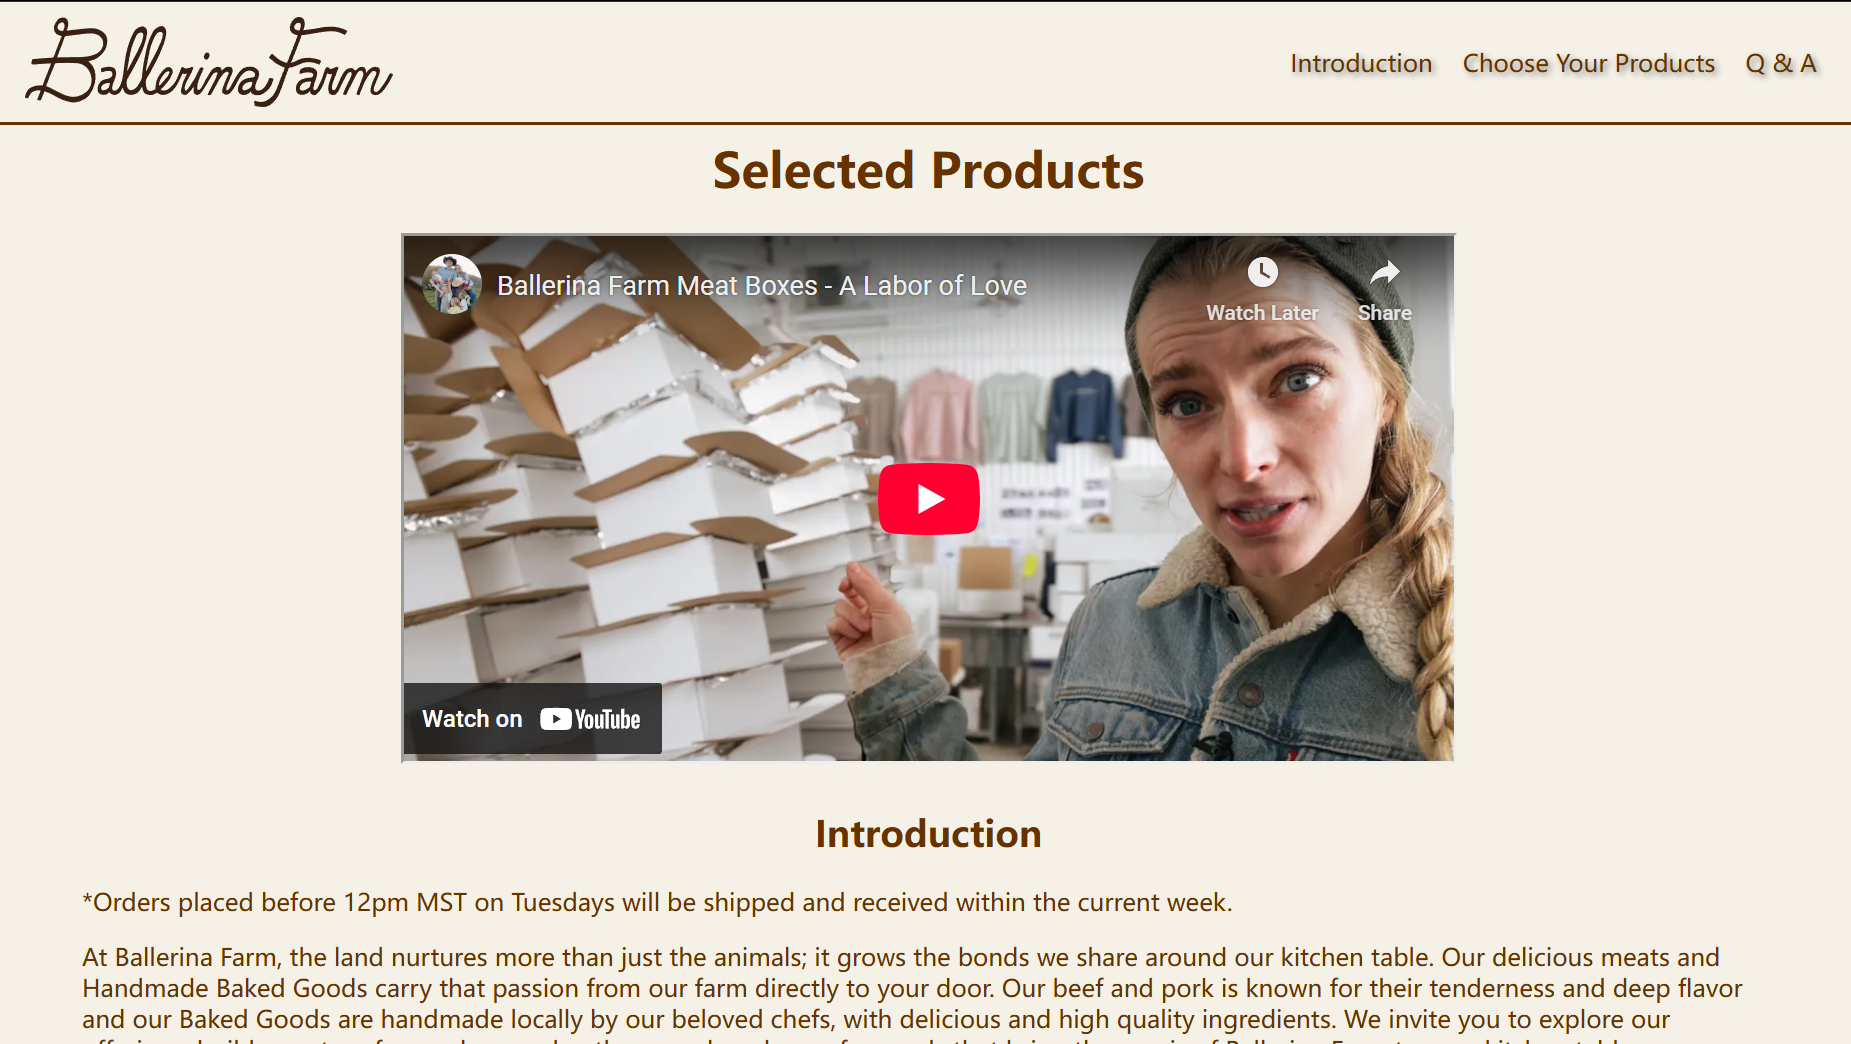 Ballerina Farm
Introduction Choose Your Products Q & A
Selected Products
Ballerina Farm Meat Boxes - A Labor of Love
Watch Later Share
Watch on YouTube
Introduction
*Orders placed before 12pm MST on Tuesdays will be shipped and received within the current week.
At Ballerina Farm, the land nurtures more than just the animals; it grows the bonds we share around our kitchen table. Our delicious meats and
Handmade Baked Goods carry that passion from our farm directly to your door. Our beef and pork is known for their tenderness and deep flavor
and our Baked Goods are handmade locally by our beloved chefs, with delicious and high quality ingredients. We invite you to explore our